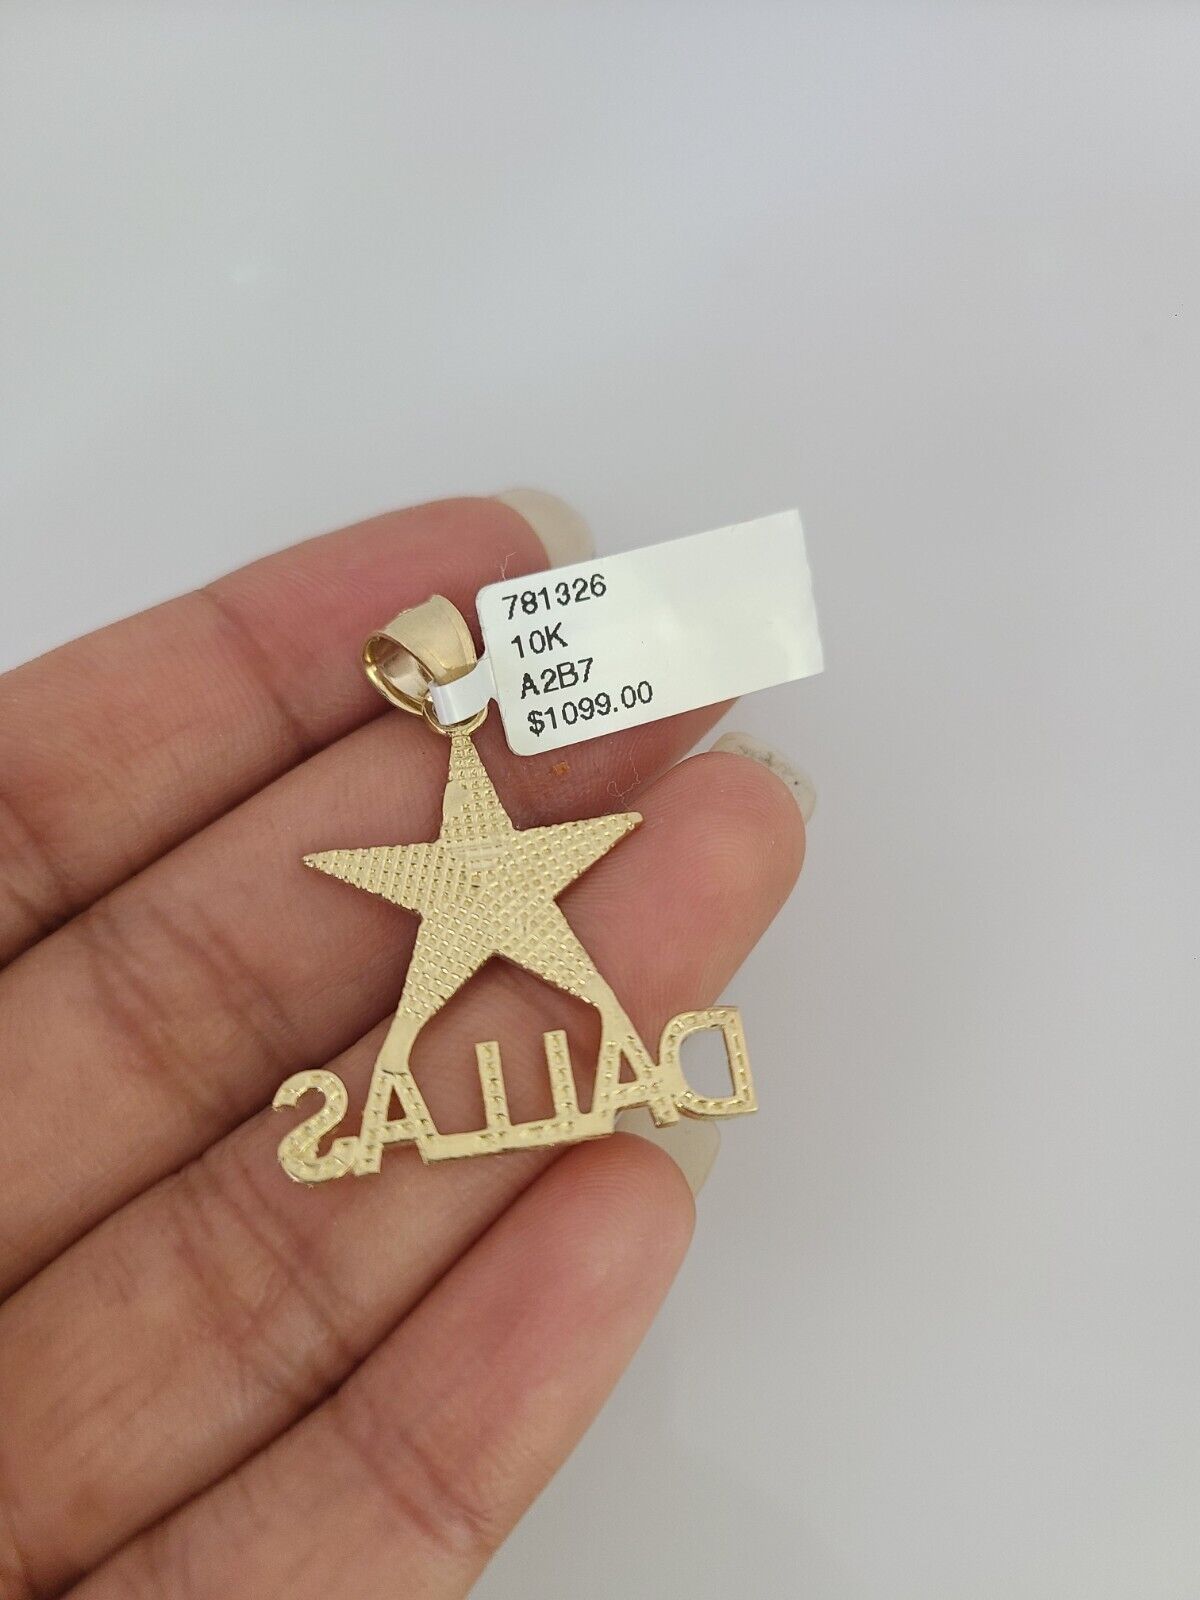 781326
10K
A2B7
$1099.00
DALLAS